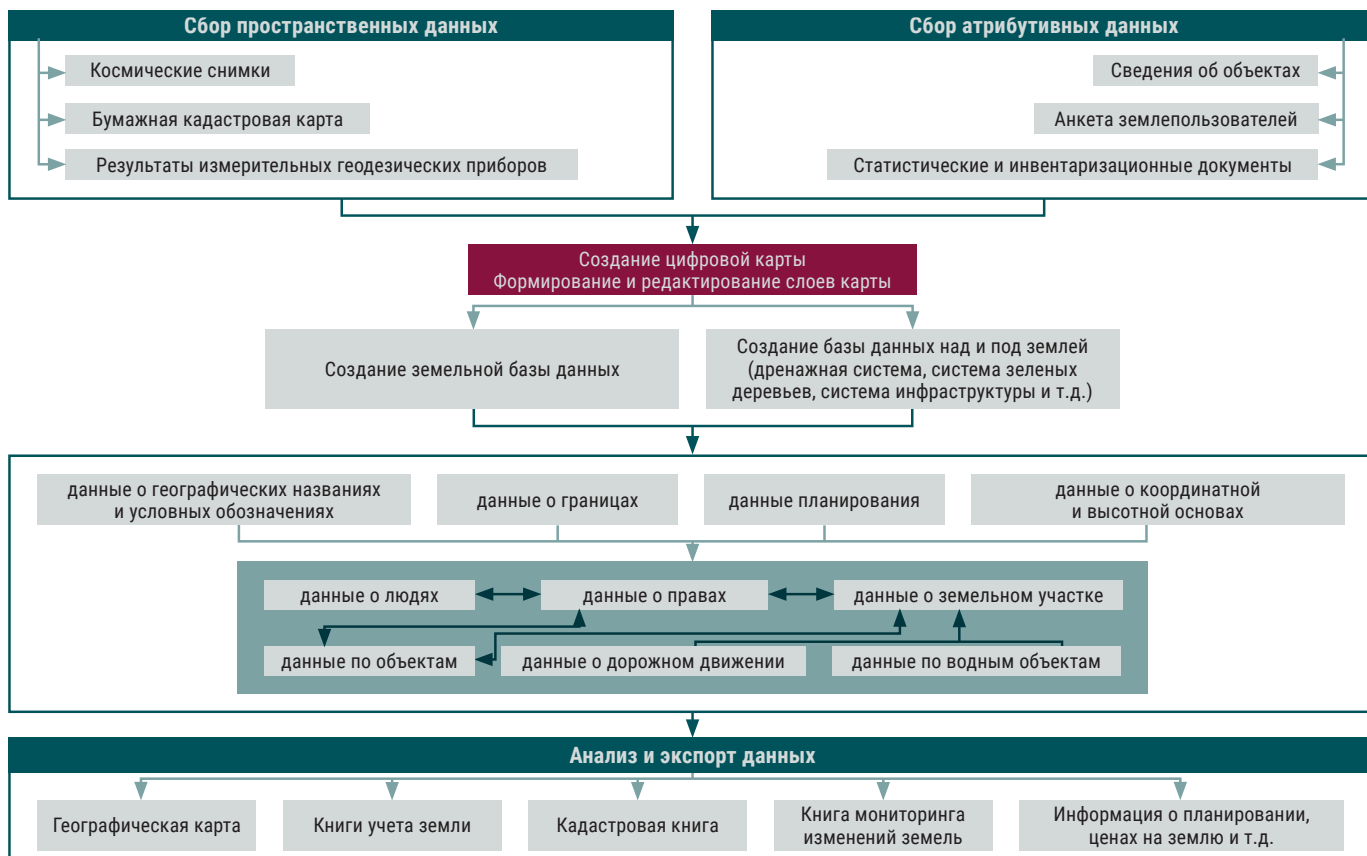 Сбор пространственных данных
Космические снимки
Бумажная кадастровая карта
Результаты измерительных геодезических приборов
Сбор атрибутивных данных
Сведения об объектах
Анкета землепользователей
Статистические и инвентаризационные документы
Создание цифровой карты
Формирование и редактирование слоев карты
Создание земельной базы данных
Создание базы данных над и под землей
(дренажная система, система зеленых
деревьев, система инфраструктуры и т.д.)
данные о географических названиях
и условных обозначениях
данные о границах
данные планирования
данные о координатной
и высотной основах
данные о людях
данные о правах
данные о земельном участке
данные по объектам
данные о дорожном движении
данные по водным объектам
Анализ и экспорт данных
Географическая карта
Книги учета земли
Кадастровая книга
Книга мониторинга
изменений земель
Информация о планировании,
ценах на землю и т.д.